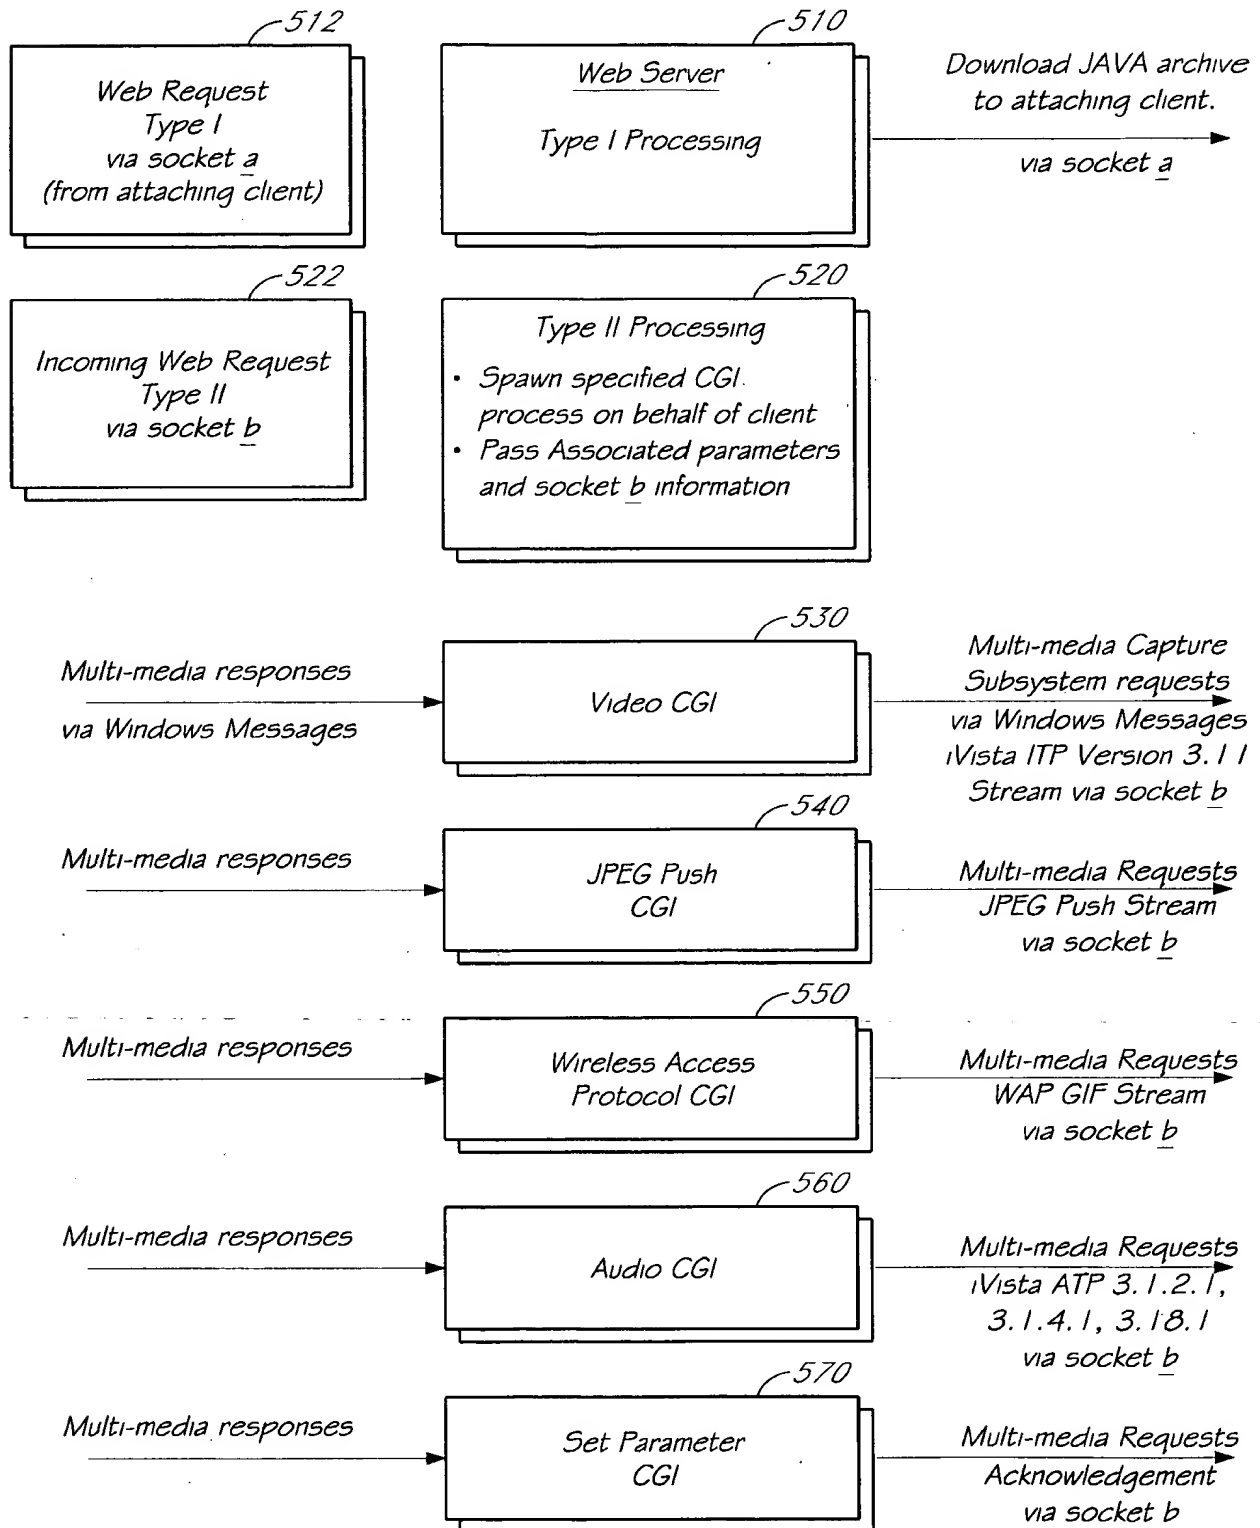 512
Web Request
Type I
via socket a
(from attaching client)
510
Web Server
Type I Processing
Download JAVA archive
to attaching client.
via socket a
522
Incoming Web Request
Type II
via socket b
520
Type II Processing
• Spawn specified CGI
process on behalf of client
• Pass Associated parameters
and socket b information
Multi-media responses
via Windows Messages
530
Video CGI
Multi-media Capture
Subsystem requests
via Windows Messages
iVista ITP Version 3.11
Stream via socket b
Multi-media responses
540
JPEG Push
CGI
Multi-media Requests
JPEG Push Stream
via socket b
Multi-media responses
550
Wireless Access
Protocol CGI
Multi-media Requests
WAP GIF Stream
via socket b
Multi-media responses
560
Audio CGI
Multi-media Requests
iVista ATP 3.1.2.1,
3.1.4.1, 3.18.1
via socket b
Multi-media responses
570
Set Parameter
CGI
Multi-media Requests
Acknowledgement
via socket b